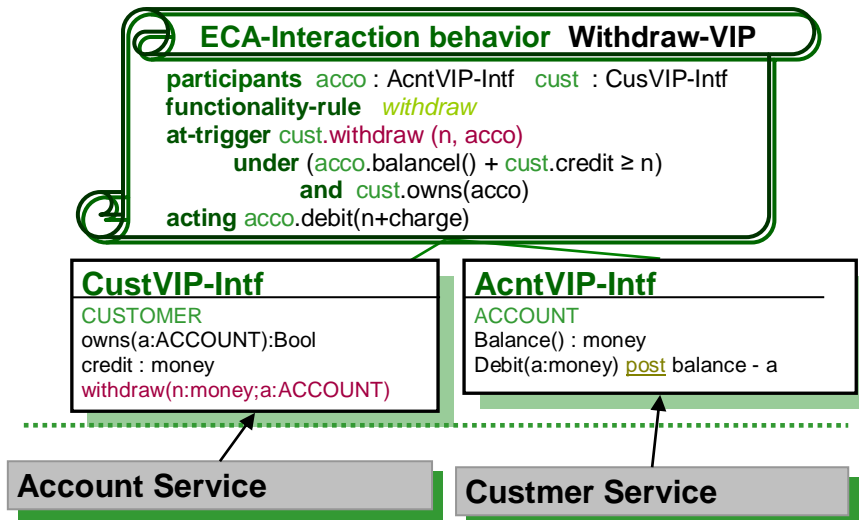 ECA-Interaction behavior Withdraw-VIP
participants acco : AcntVIP-Intf cust : CusVIP-Intf
functionality-rule withdraw
at-trigger cust.withdraw (n, acco)
under (acco.balancel() + cust.credit ≥ n)
and cust.owns(acco)
acting acco.debit(n+charge)
CustVIP-Intf
CUSTOMER
owns(a:ACCOUNT):Bool
credit : money
withdraw(n:money;a:ACCOUNT)
AcntVIP-Intf
ACCOUNT
Balance() : money
Debit(a:money) post balance - a
Account Service
Custmer Service